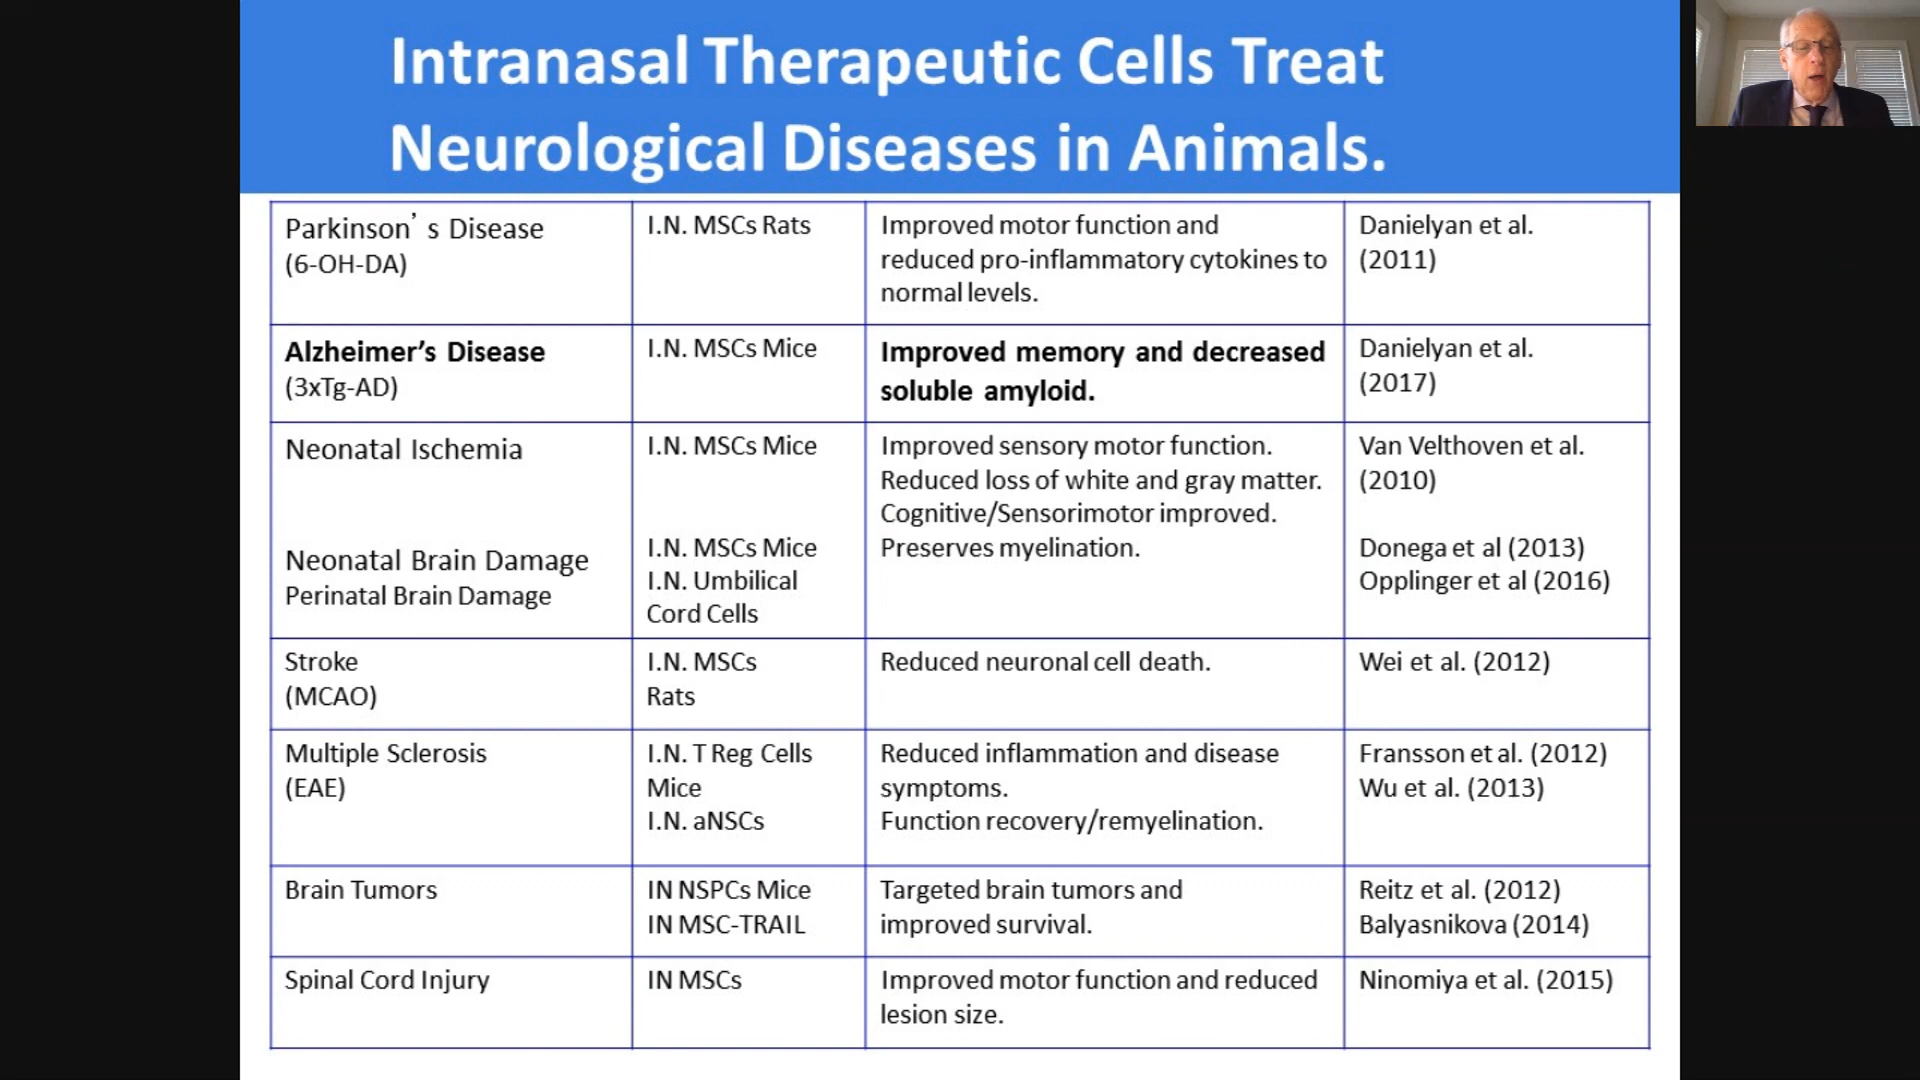 Intranasal Therapeutic Cells Treat
Neurological Diseases in Animals.
Parkinson’ s Disease
(6-OH-DA)
I.N. MSCs Rats
Improved motor function and
reduced pro-inflammatory cytokines to
normal levels.
Danielyan et al.
(2011)
Alzheimer’s Disease
(3xTg-AD)
I.N. MSCs Mice
Improved memory and decreased
soluble amyloid.
Danielyan et al.
(2017)
Neonatal Ischemia
Neonatal Brain Damage
Perinatal Brain Damage
I.N. MSCs Mice
I.N. MSCs Mice
I.N. Umbilical
Cord Cells
Improved sensory motor function.
Reduced loss of white and gray matter.
Cognitive/Sensorimotor improved.
Preserves myelination.
Van Velthoven et al.
(2010)
Donega et al (2013)
Opplinger et al (2016)
Stroke
(MCAO)
I.N. MSCs
Rats
Reduced neuronal cell death.
Wei et al. (2012)
Multiple Sclerosis
(EAE)
I.N. T Reg Cells
Mice
I.N. aNSCs
Reduced inflammation and disease
symptoms.
Function recovery/remyelination.
Fransson et al. (2012)
Wu et al. (2013)
Brain Tumors
IN NSPCs Mice
IN MSC-TRAIL
Targeted brain tumors and
improved survival.
Reitz et al. (2012)
Balyasnikova (2014)
Spinal Cord Injury
IN MSCs
Improved motor function and reduced
lesion size.
Ninomiya et al. (2015)